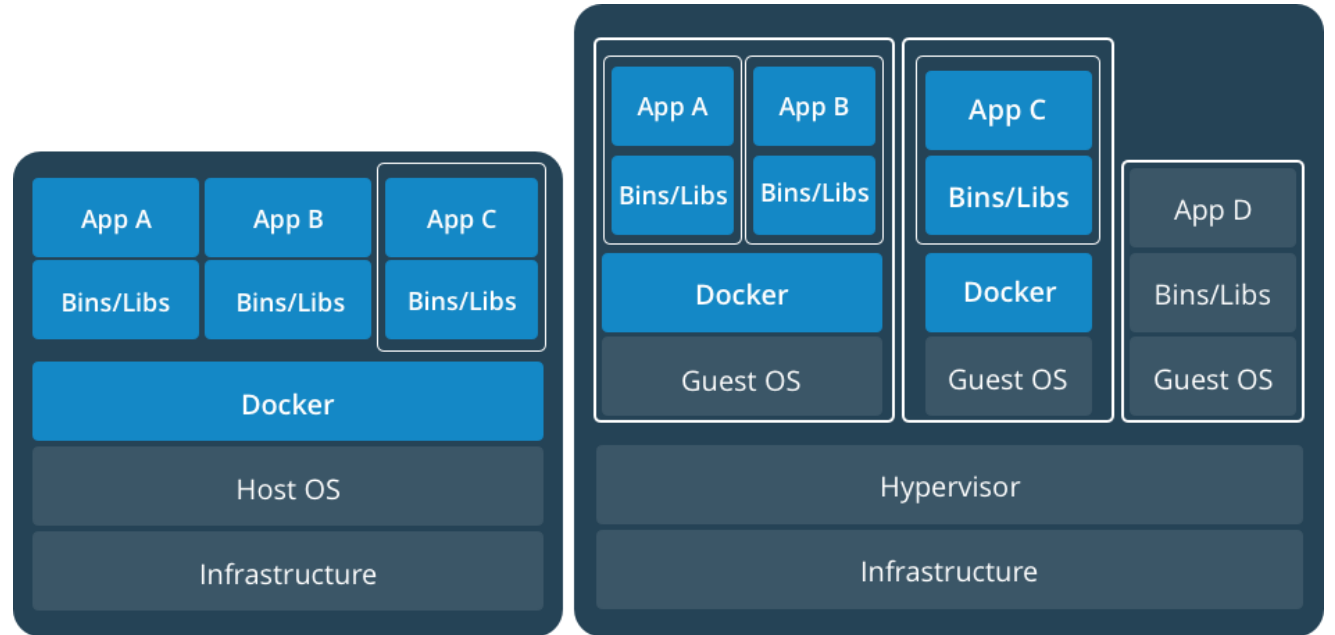 App A
App B
App C
Bins/Libs
Bins/Libs
Bins/Libs
Docker
Host OS
Infrastructure
App A
App B
App C
App D
Bins/Libs
Bins/Libs
Bins/Libs
Bins/Libs
Docker
Docker
Guest OS
Guest OS
Guest OS
Hypervisor
Infrastructure